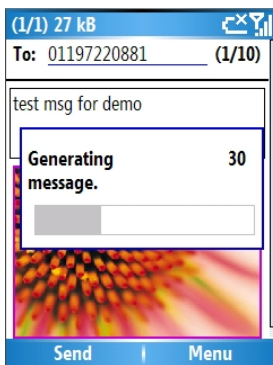 (1/1) 27 kB
To: 01197220881 (1/10)
test msg for demo
Generating 30
message.
Send Menu